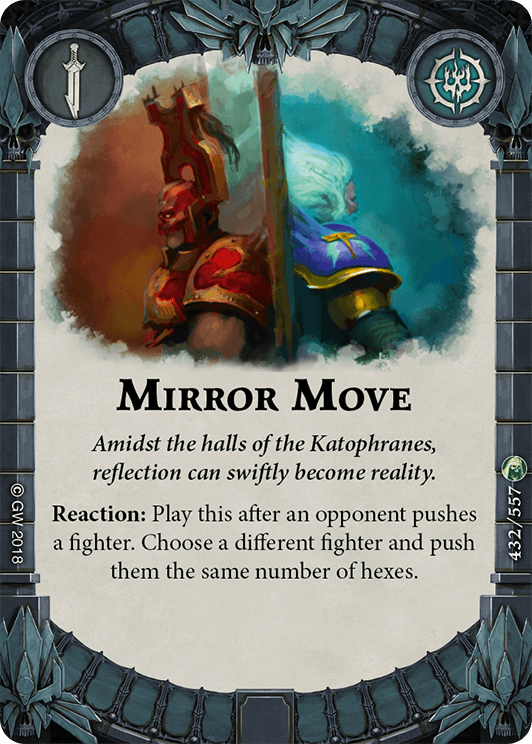 Mirror Move
Amidst the halls of the Katophranes,
reflection can swiftly become reality.
Reaction: Play this after an opponent pushes
a fighter. Choose a different fighter and push
them the same number of hexes.
© GW 2018
432/557